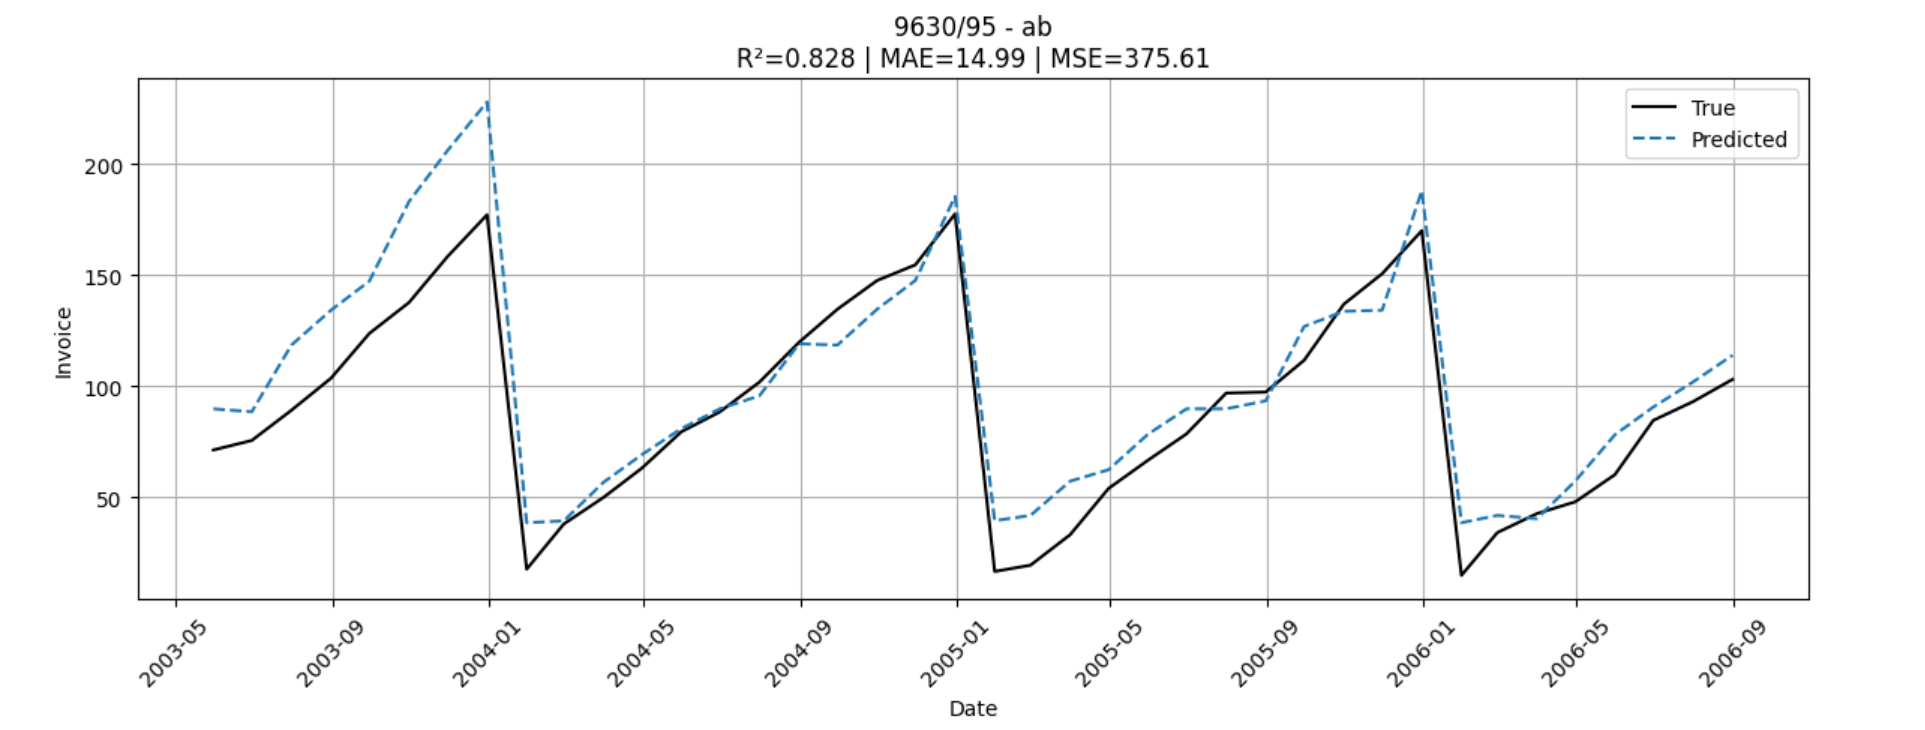 9630/95 - ab
R²=0.828 | MAE=14.99 | MSE=375.61
True
Predicted
200
150
100
50
Invoice
2003-05
2003-09
2004-01
2004-05
2004-09
2005-01
2005-05
2005-09
2006-01
2006-05
2006-09
Date